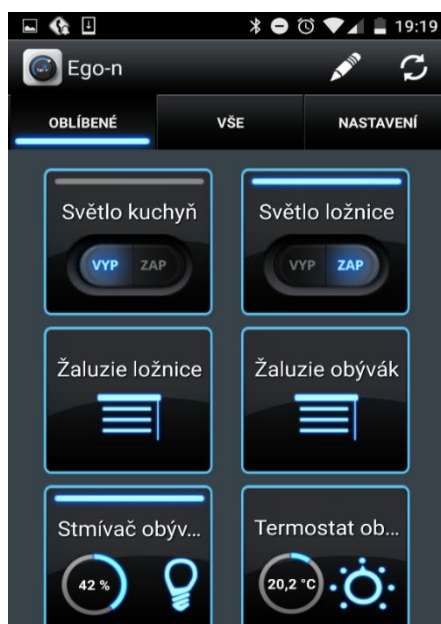 19:19
Ego-n
OBLÍBENÉ VŠE NASTAVENÍ
Světlo kuchyň Světlo ložnice
VYP ZAP VYP ZAP
Žaluzie ložnice Žaluzie obývák
Stmívač obýv... Termostat ob...
42 % 20,2 °C